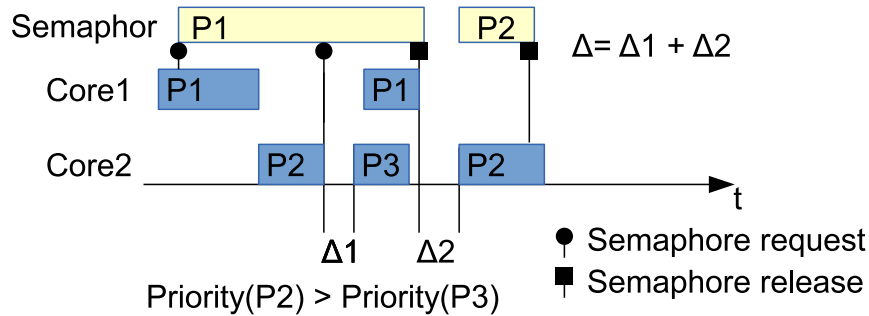 Semaphor P1 P2 Δ= Δ1 + Δ2
Core1 P1 P1
Core2 P2 P3 P2
t
Δ1 Δ2
Semaphore request
Semaphore release
Priority(P2) > Priority(P3)